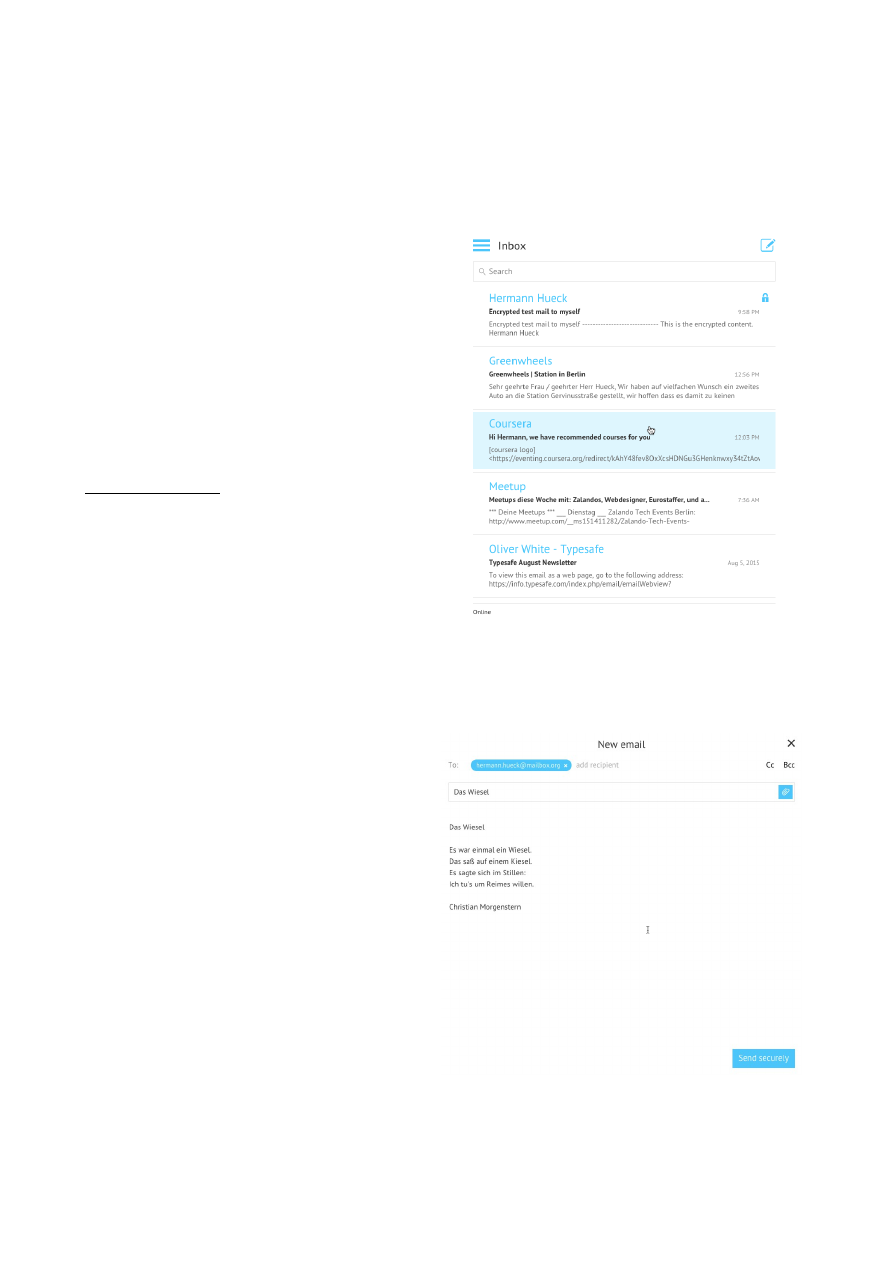 Inbox
Search
Hermann Hueck
Encrypted test mail to myself
9:58 PM
Encrypted test mail to myself ----------------------------- This is the encrypted content.
Hermann Hueck
Greenwheels
Greenwheels | Station in Berlin
12:56 PM
Sehr geehrte Frau / geehrter Herr Hueck, Wir haben auf vielfachen Wunsch ein zweites
Auto an die Station Gervinusstraße gestellt, wir hoffen dass es damit zu keinen
Coursera
Hi Hermann, we have recommended courses for you
12:03 PM
[coursera logo]
<https://eventing.coursera.org/redirect/kAhY48fev8OxXcsHDNGu3GHenknwxy34tZtAov
Meetup
Meetups diese Woche mit: Zalandos, Webdesigner, Eurostaffer, und a...
7:36 AM
*** Deine Meetups *** ___ Dienstag ___ Zalando Tech Events Berlin:
http://www.meetup.com/__ms151411282/Zalando-Tech-Events-
Oliver White - Typesafe
Typesafe August Newsletter
Aug 5, 2015
To view this email as a web page, go to the following address:
https://info.typesafe.com/index.php/email/emailWebview?
Online
New email
To: hermann.hueck@mailbox.org × add recipient Cc Bcc
Das Wiesel
Das Wiesel
Es war einmal ein Wiesel.
Das saß auf einem Kiesel.
Es sagte sich im Stillen:
Ich tu's um Reimes willen.
Christian Morgenstern
Send securely